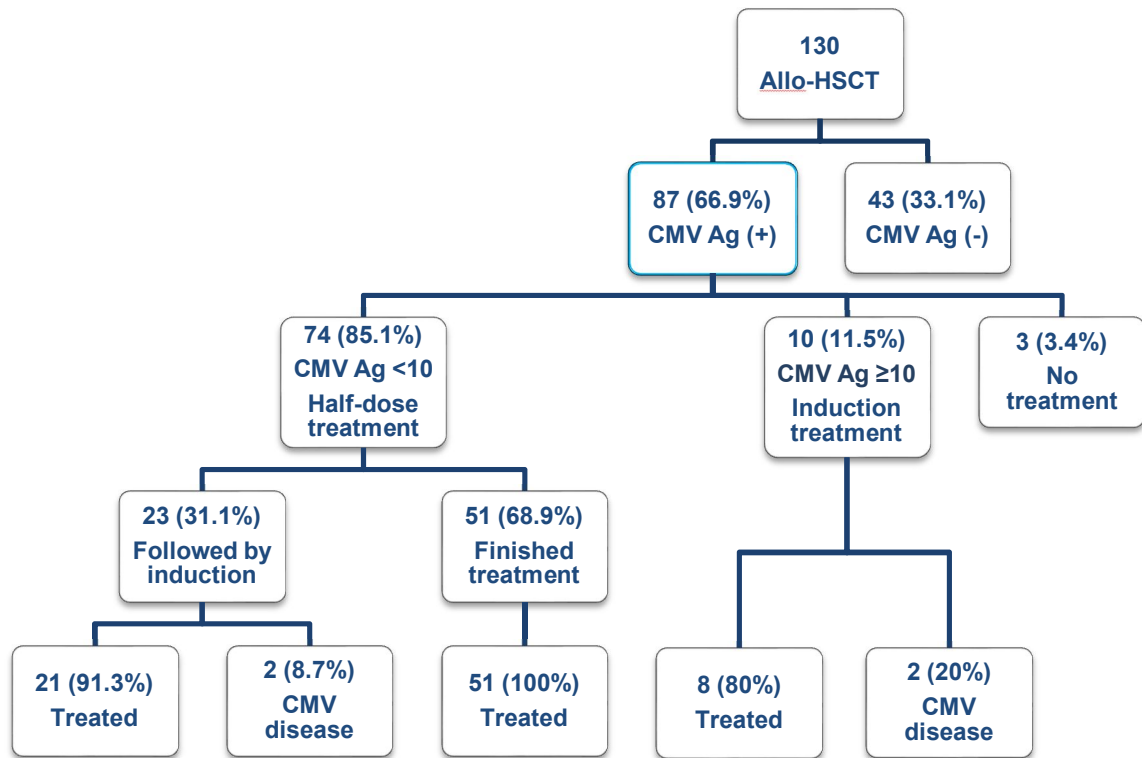 130
Allo-HSCT
87 (66.9%)
CMV Ag (+)
43 (33.1%)
CMV Ag (-)
74 (85.1%)
CMV Ag <10
Half-dose
treatment
10 (11.5%)
CMV Ag ≥10
Induction
treatment
3 (3.4%)
No
treatment
23 (31.1%)
Followed by
induction
51 (68.9%)
Finished
treatment
21 (91.3%)
Treated
2 (8.7%)
CMV
disease
51 (100%)
Treated
8 (80%)
Treated
2 (20%)
CMV
disease